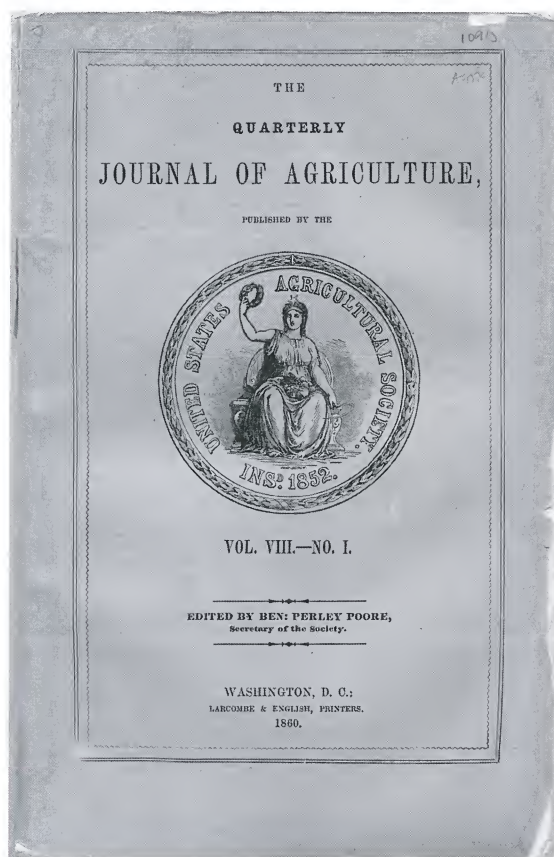 THE
QUARTERLY
JOURNAL OF AGRICULTURE,
PUBLISHED BY THE
UNITED STATES AGRICULTURAL SOCIETY.
INS.D 1852.
VOL. VIII.—NO. I.
EDITED BY BEN: PERLEY POORE,
Secretary of the Society.
WASHINGTON, D. C.:
LARCOMBE & ENGLISH, PRINTERS.
1860.